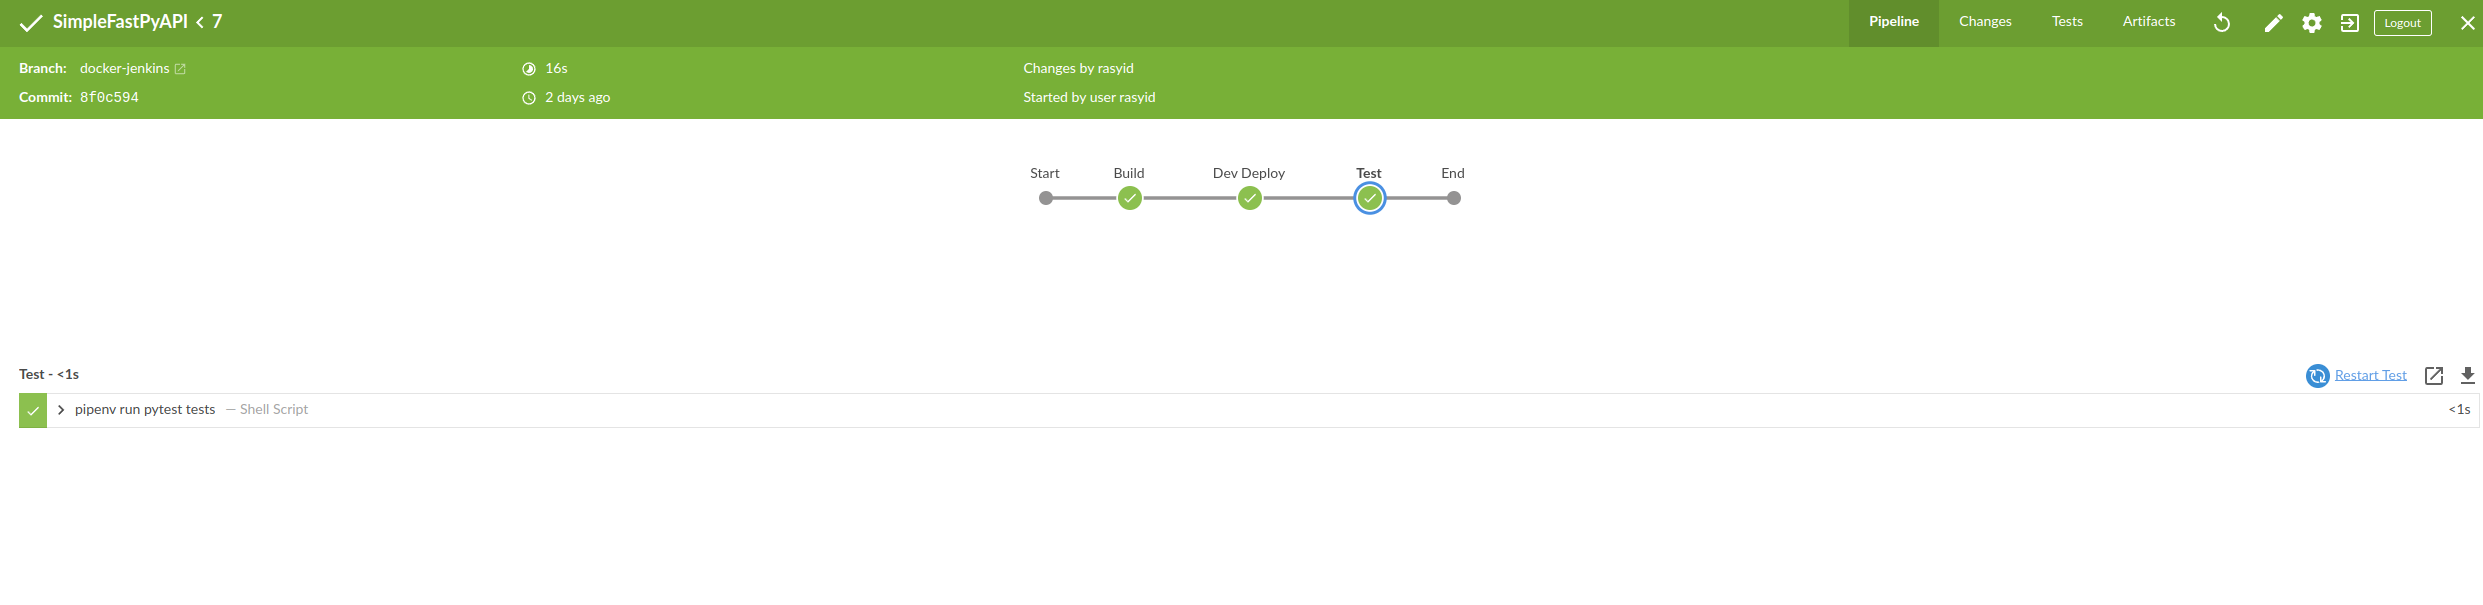 SimpleFastPyAPI < 7
Pipeline Changes Tests Artifacts Logout
Branch: docker-jenkins 16s Changes by rasyid
Commit: 8f0c594 2 days ago Started by user rasyid
Start Build Dev Deploy Test End
Test - <1s Restart Test
pipenv run pytest tests — Shell Script <1s